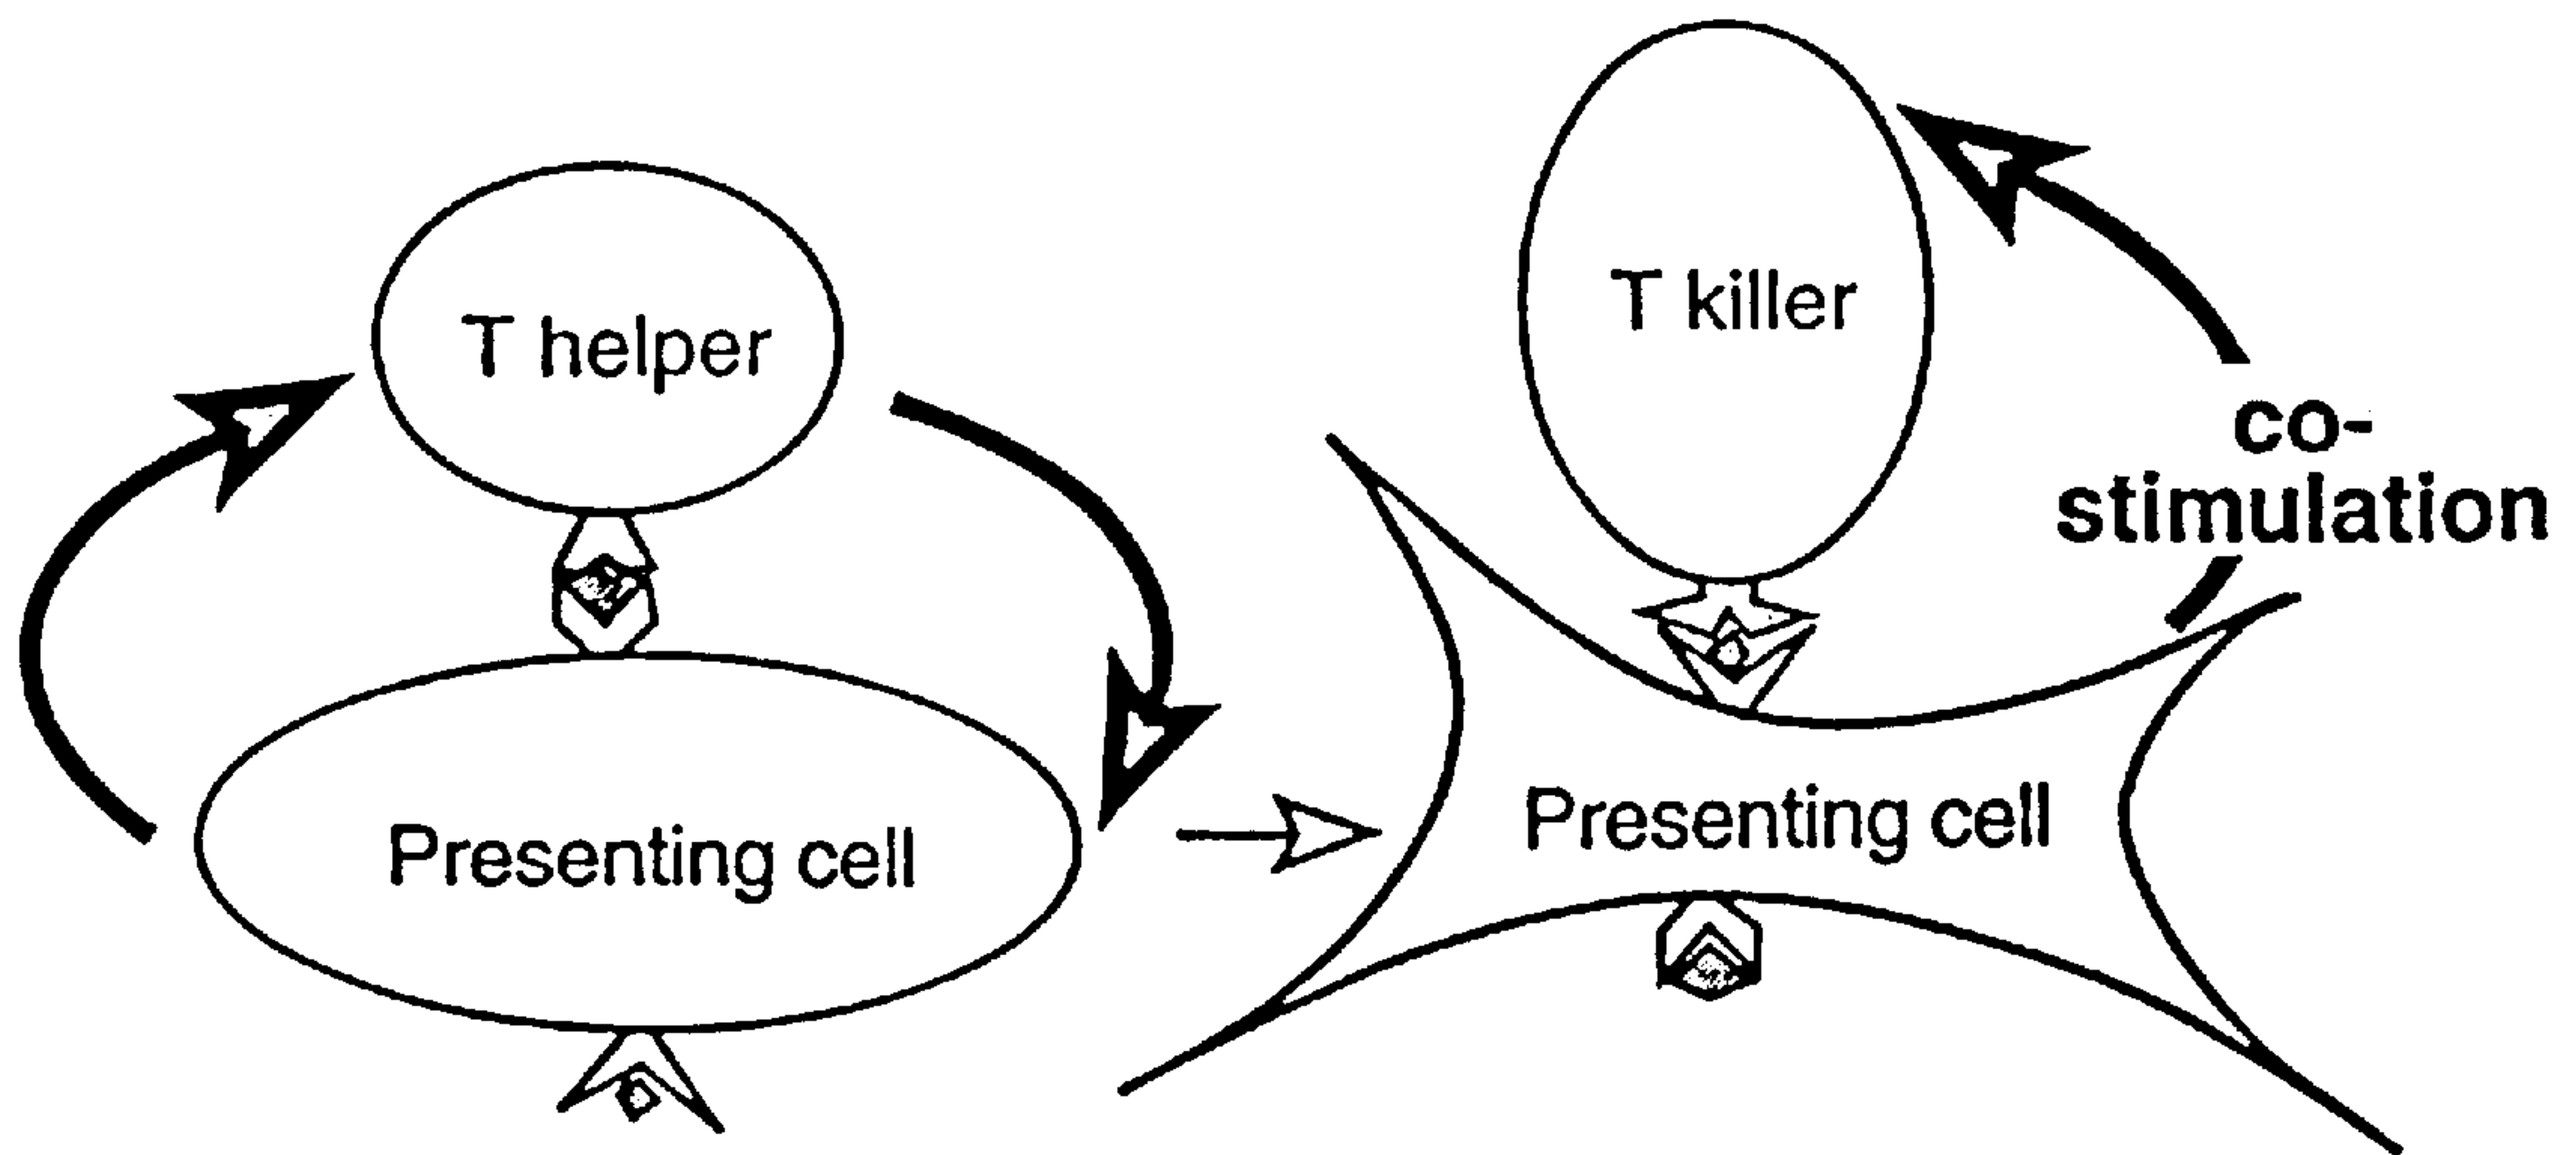 T helper
Presenting cell
T killer
co-
stimulation
Presenting cell